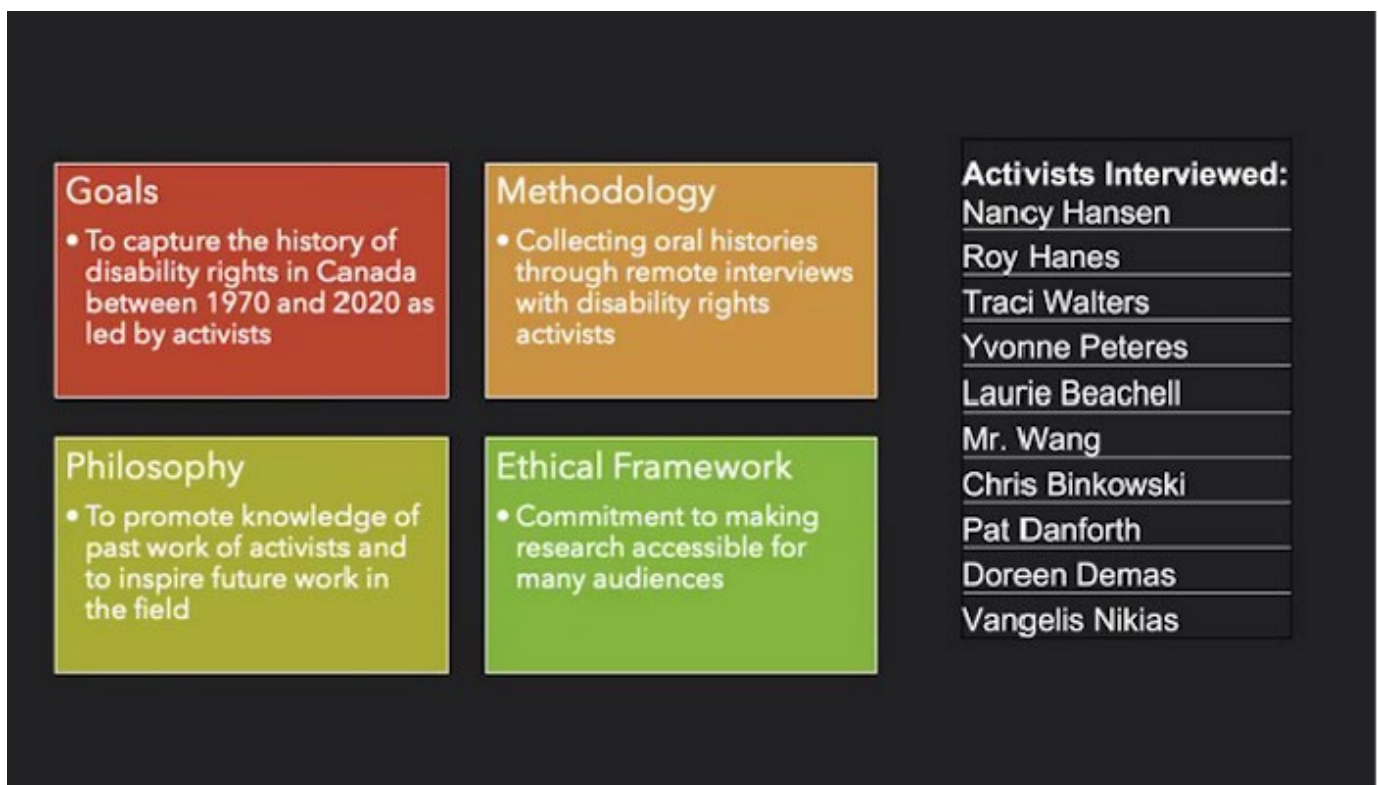 Goals
• To capture the history of
disability rights in Canada
between 1970 and 2020 as
led by activists
Methodology
• Collecting oral histories
through remote interviews
with disability rights
activists
Philosophy
• To promote knowledge of
past work of activists and
to inspire future work in
the field
Ethical Framework
• Commitment to making
research accessible for
many audiences
Activists Interviewed:
Nancy Hansen
Roy Hanes
Traci Walters
Yvonne Peteres
Laurie Beachell
Mr. Wang
Chris Binkowski
Pat Danforth
Doreen Demas
Vangelis Nikias